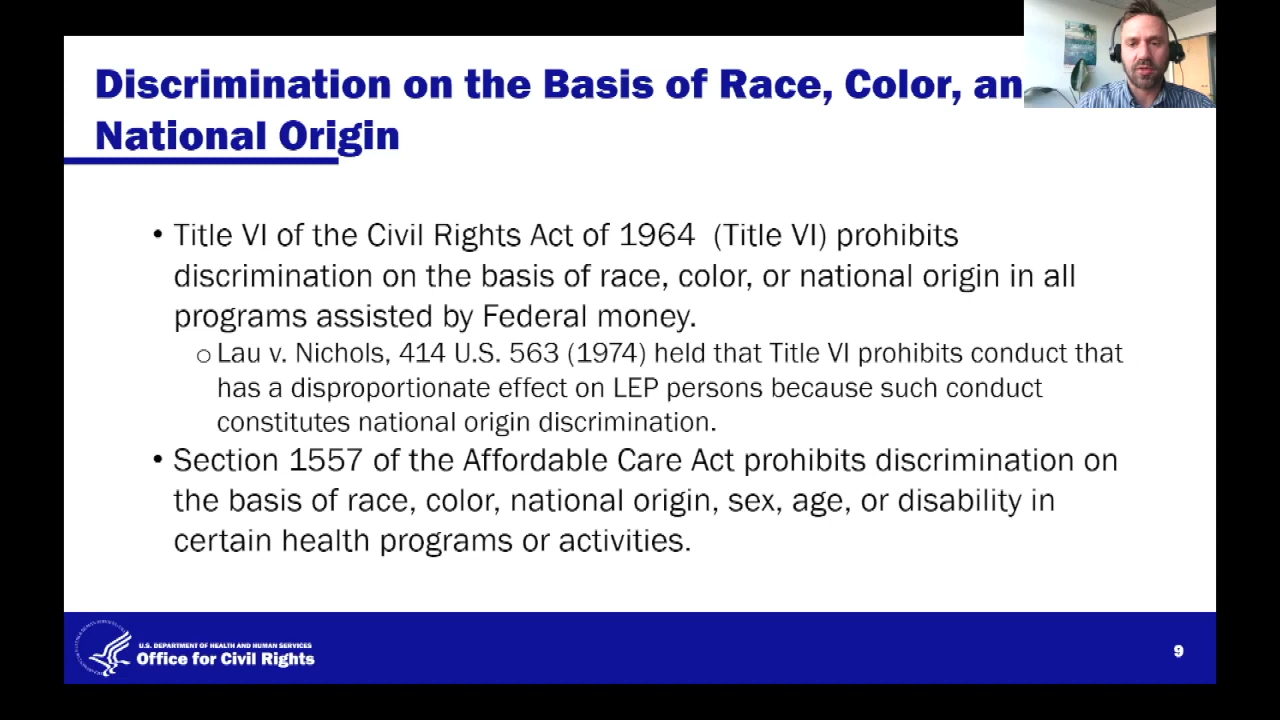 Discrimination on the Basis of Race, Color, an
National Origin
• Title VI of the Civil Rights Act of 1964 (Title VI) prohibits
discrimination on the basis of race, color, or national origin in all
programs assisted by Federal money.
o Lau v. Nichols, 414 U.S. 563 (1974) held that Title VI prohibits conduct that
has a disproportionate effect on LEP persons because such conduct
constitutes national origin discrimination.
• Section 1557 of the Affordable Care Act prohibits discrimination on
the basis of race, color, national origin, sex, age, or disability in
certain health programs or activities.
U.S. DEPARTMENT OF HEALTH AND HUMAN SERVICES
Office for Civil Rights
9